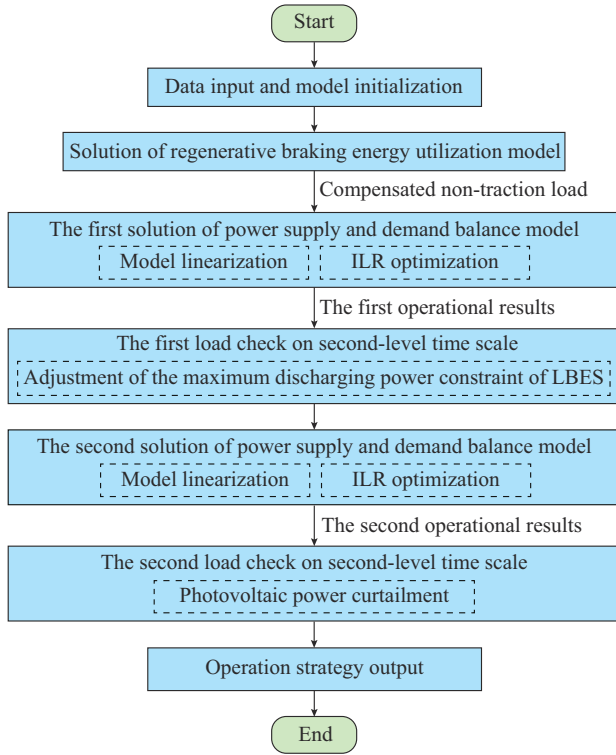 Start
Data input and model initialization
Solution of regenerative braking energy utilization model
Compensated non-traction load
The first solution of power supply and demand balance model
Model linearization
ILR optimization
The first operational results
The first load check on second-level time scale
Adjustment of the maximum discharging power constraint of LBES
The second solution of power supply and demand balance model
Model linearization
ILR optimization
The second operational results
The second load check on second-level time scale
Photovoltaic power curtailment
Operation strategy output
End